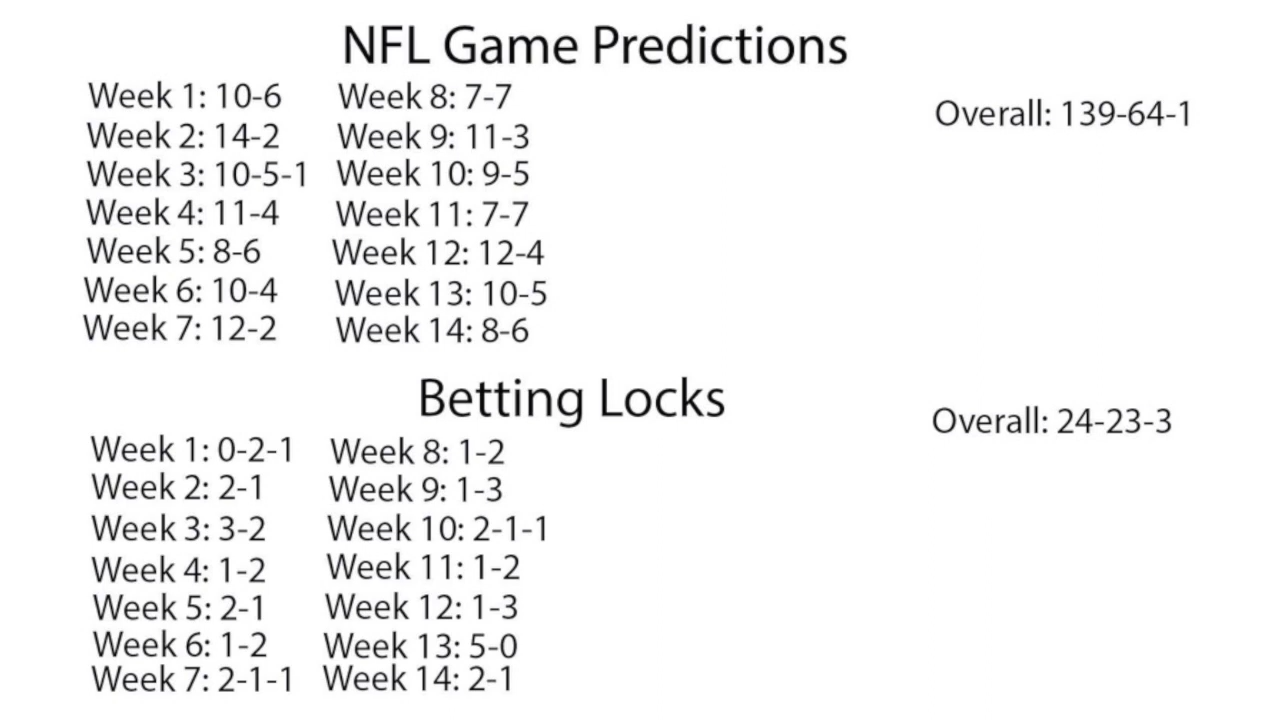 NFL Game Predictions
Week 1: 10-6
Week 2: 14-2
Week 3: 10-5-1
Week 4: 11-4
Week 5: 8-6
Week 6: 10-4
Week 7: 12-2
Week 8: 7-7
Week 9: 11-3
Week 10: 9-5
Week 11: 7-7
Week 12: 12-4
Week 13: 10-5
Week 14: 8-6
Overall: 139-64-1
Betting Locks
Week 1: 0-2-1
Week 2: 2-1
Week 3: 3-2
Week 4: 1-2
Week 5: 2-1
Week 6: 1-2
Week 7: 2-1-1
Week 8: 1-2
Week 9: 1-3
Week 10: 2-1-1
Week 11: 1-2
Week 12: 1-3
Week 13: 5-0
Week 14: 2-1
Overall: 24-23-3